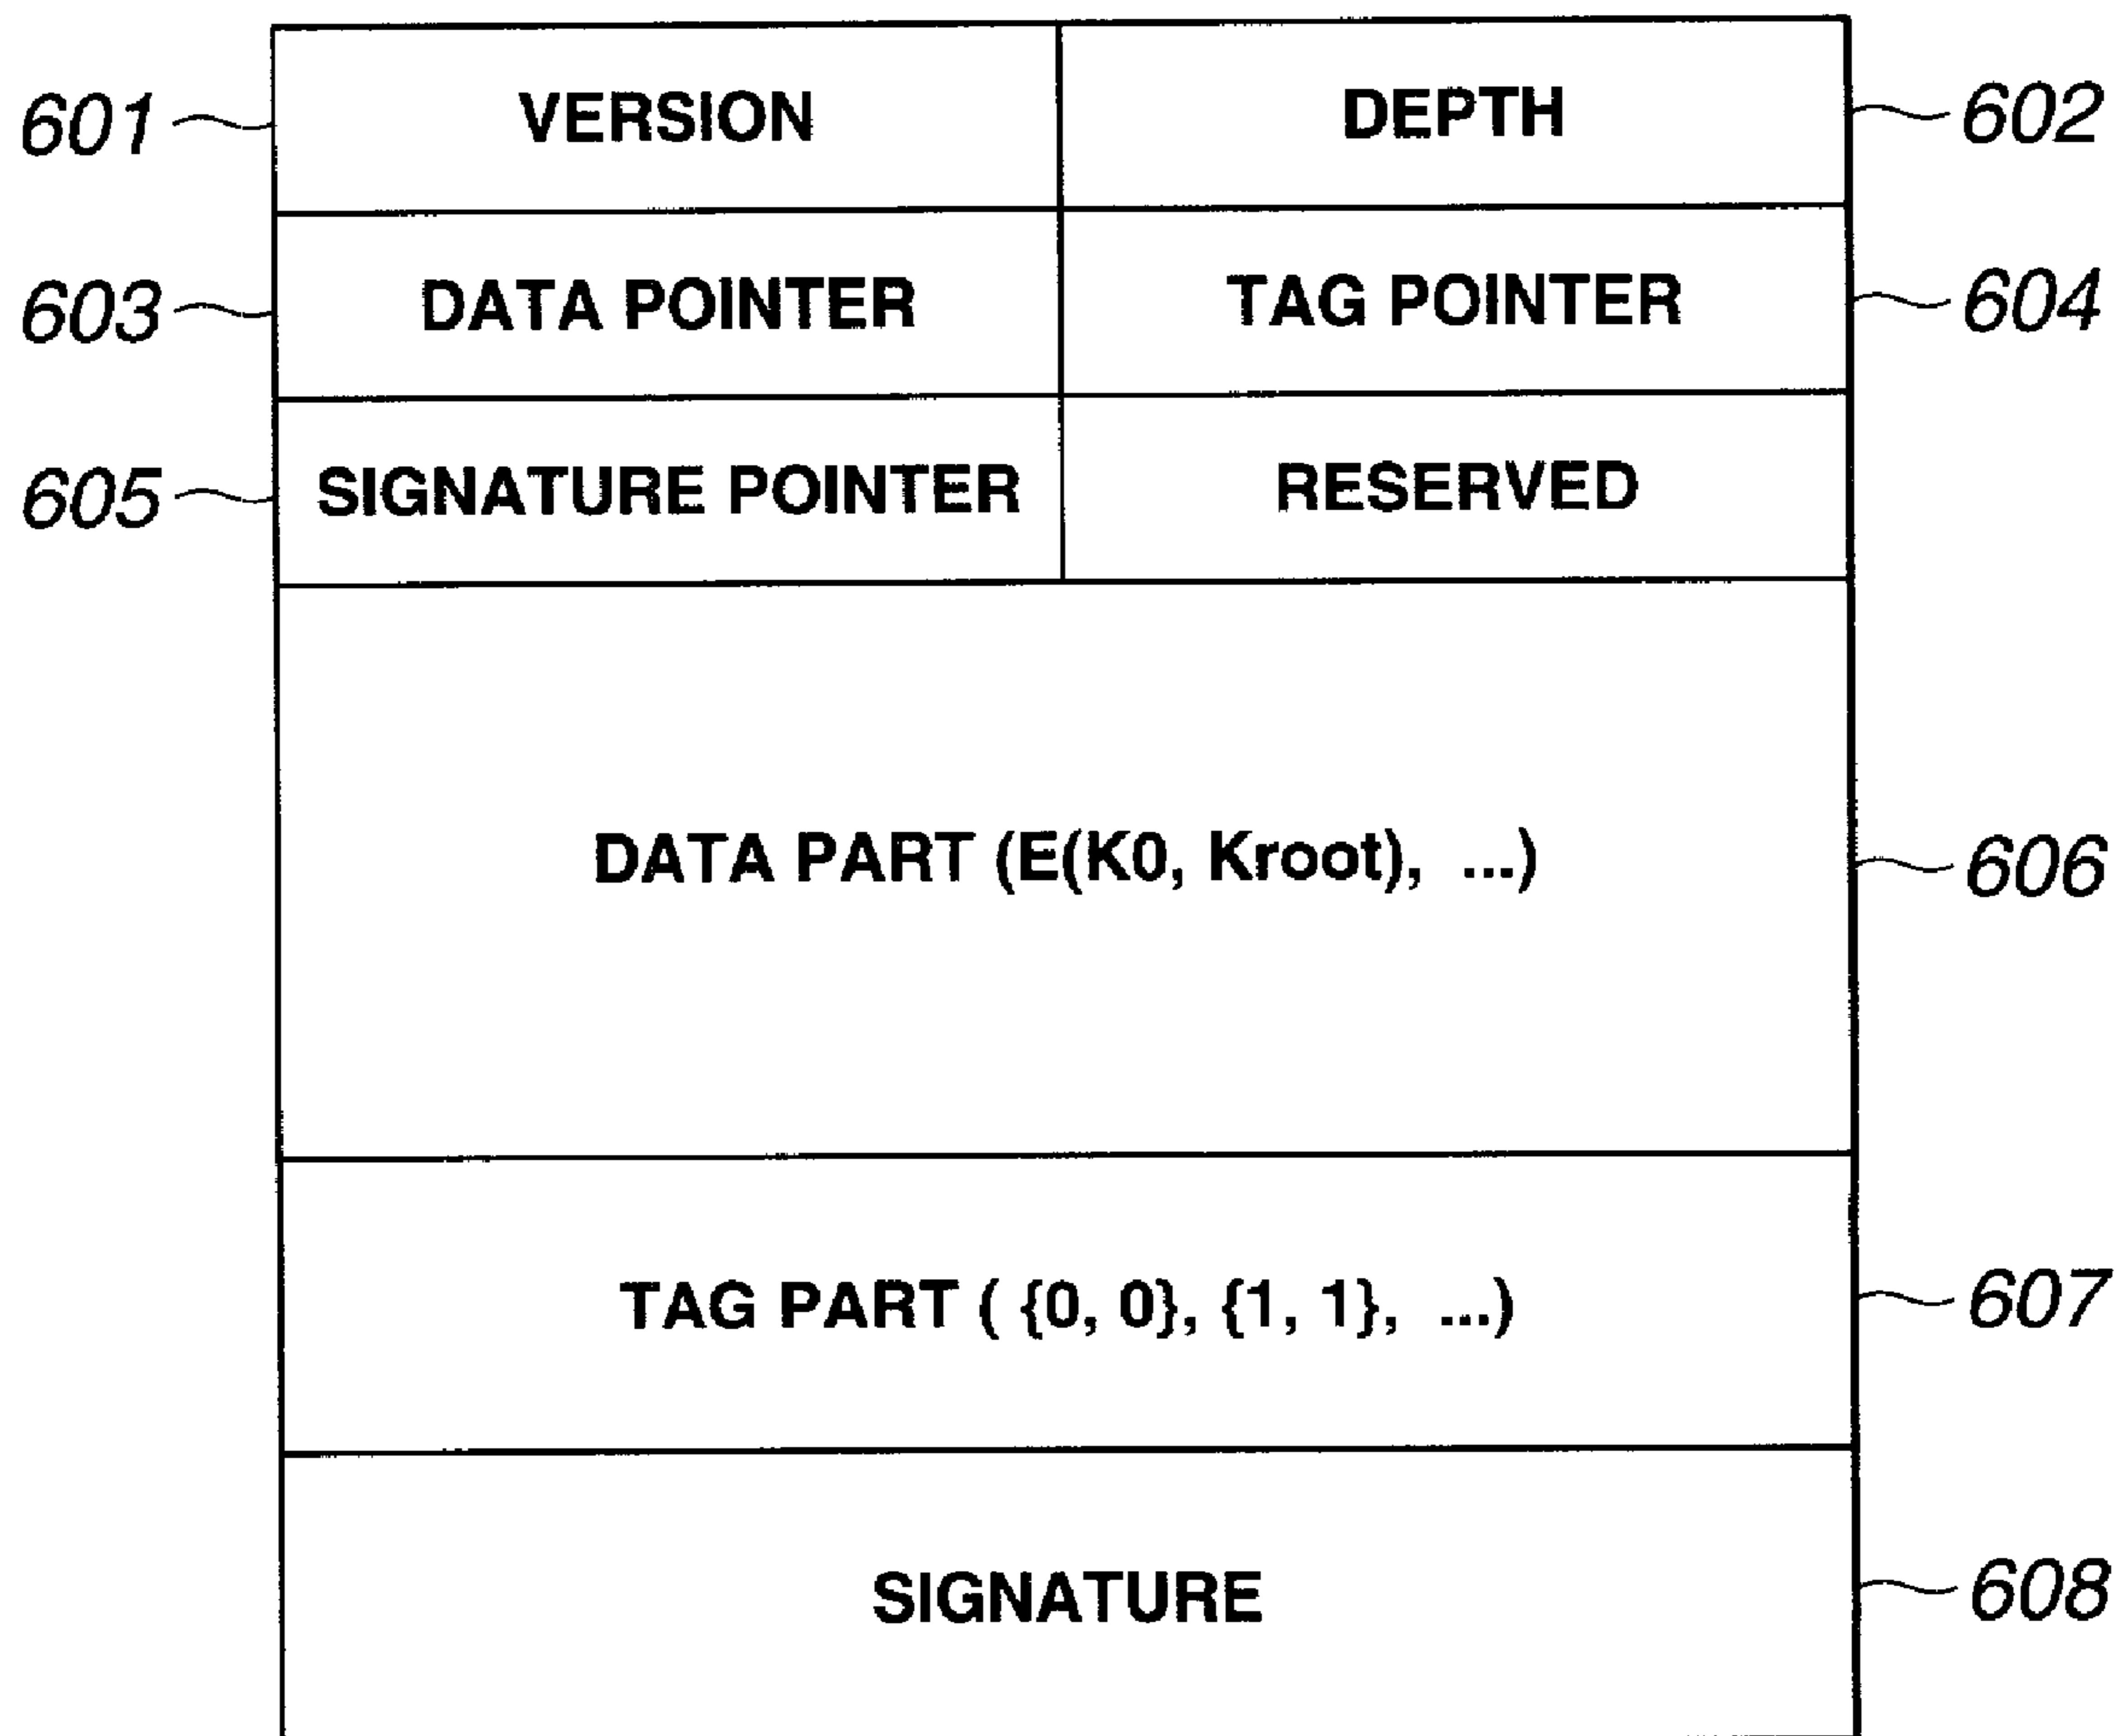 601 VERSION DEPTH 602
603 DATA POINTER TAG POINTER 604
605 SIGNATURE POINTER RESERVED
DATA PART (E(K0, Kroot), ...) 606
TAG PART ( {0, 0}, {1, 1}, ...) 607
SIGNATURE 608